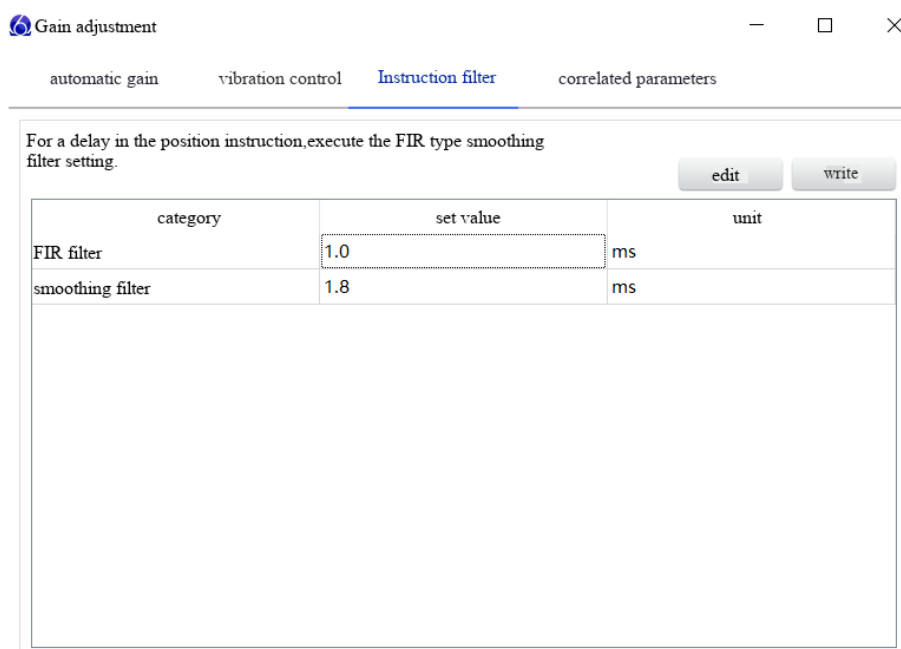 Gain adjustment
automatic gain vibration control Instruction filter correlated parameters
For a delay in the position instruction,execute the FIR type smoothing
filter setting.
edit write
category set value unit
FIR filter 1.0 ms
smoothing filter 1.8 ms